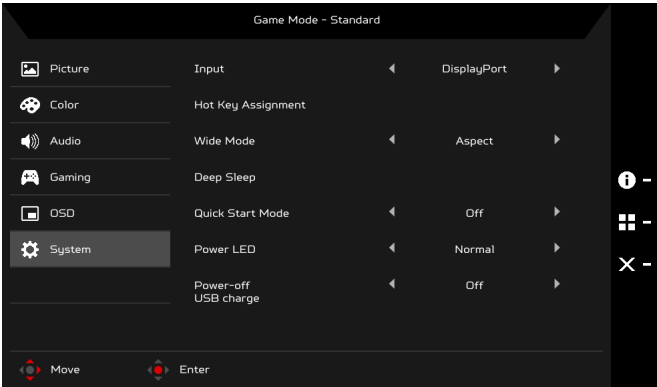 Game Mode - Standard
Picture
Input
DisplayPort
Color
Hot Key Assignment
Audio
Wide Mode
Aspect
Gaming
Deep Sleep
OSD
Quick Start Mode
Off
System
Power LED
Normal
Power-off
USB charge
Off
Move
Enter